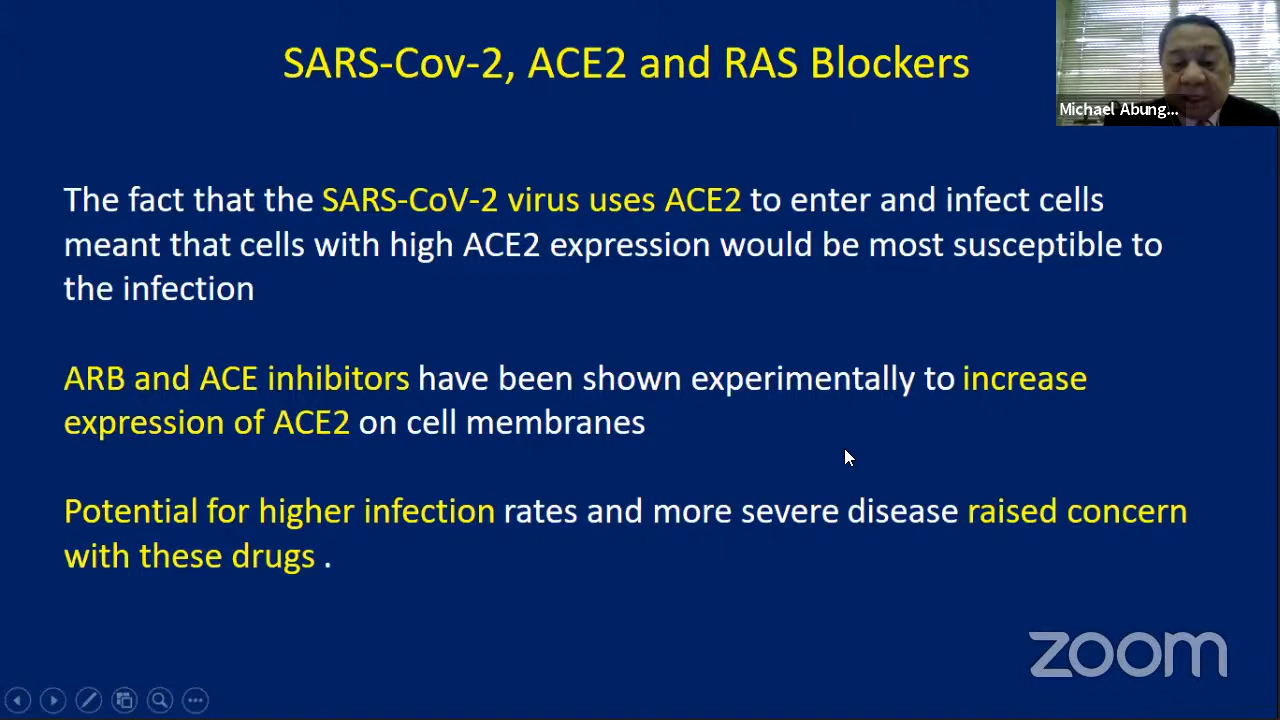 SARS-Cov-2, ACE2 and RAS Blockers
Michael Abung...
The fact that the SARS-CoV-2 virus uses ACE2 to enter and infect cells
meant that cells with high ACE2 expression would be most susceptible to
the infection
ARB and ACE inhibitors have been shown experimentally to increase
expression of ACE2 on cell membranes
Potential for higher infection rates and more severe disease raised concern
with these drugs .
zoom